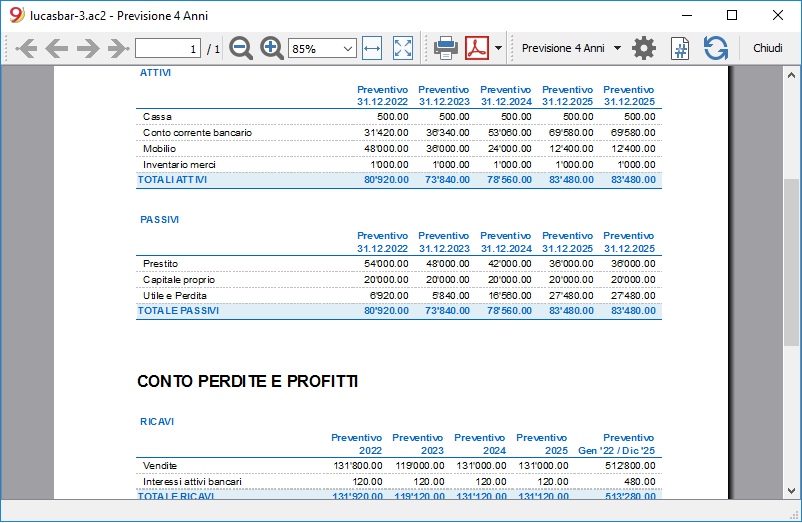 lucasbar-3.ac2 - Previsione 4 Anni
1 / 1 85% Previsione 4 Anni Chiudi
ATTIVI
Preventivo Preventivo Preventivo Preventivo Preventivo
31.12.2022 31.12.2023 31.12.2024 31.12.2025 31.12.2025
Cassa 500.00 500.00 500.00 500.00 500.00
Conto corrente bancario 31'420.00 36'340.00 53'060.00 69'580.00 69'580.00
Mobilio 48'000.00 36'000.00 24'000.00 12'400.00 12'400.00
Inventario merci 1'000.00 1'000.00 1'000.00 1'000.00 1'000.00
TOTALI ATTIVI 80'920.00 73'840.00 78'560.00 83'480.00 83'480.00
PASSIVI
Preventivo Preventivo Preventivo Preventivo Preventivo
31.12.2022 31.12.2023 31.12.2024 31.12.2025 31.12.2025
Prestito 54'000.00 48'000.00 42'000.00 36'000.00 36'000.00
Capitale proprio 20'000.00 20'000.00 20'000.00 20'000.00 20'000.00
Utile e Perdita 6'920.00 5'840.00 16'560.00 27'480.00 27'480.00
TOTALE PASSIVI 80'920.00 73'840.00 78'560.00 83'480.00 83'480.00
CONTO PERDITE E PROFITTI
RICAVI
Preventivo Preventivo Preventivo Preventivo Preventivo
2022 2023 2024 2025 Gen '22 / Dic '25
Vendite 131'800.00 119'000.00 131'000.00 131'000.00 512'800.00
Interessi attivi bancari 120.00 120.00 120.00 120.00 480.00
TOTALE RICAVI 131'920.00 119'120.00 131'120.00 131'120.00 513'280.00